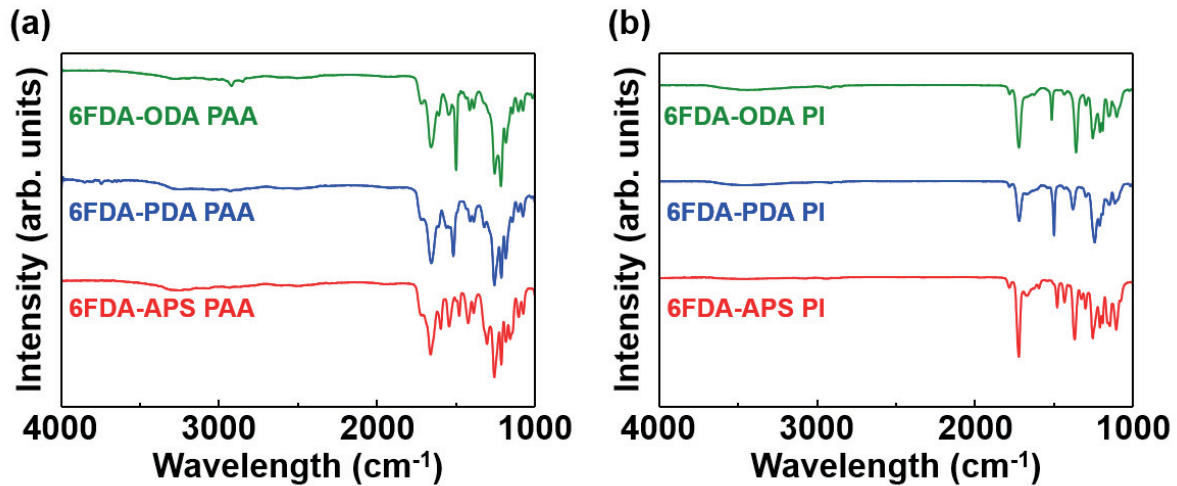 (a)
Intensity (arb. units)
6FDA-ODA PAA
6FDA-PDA PAA
6FDA-APS PAA
4000 3000 2000 1000
Wavelength (cm-1)
(b)
Intensity (arb. units)
6FDA-ODA PI
6FDA-PDA PI
6FDA-APS PI
4000 3000 2000 1000
Wavelength (cm-1)